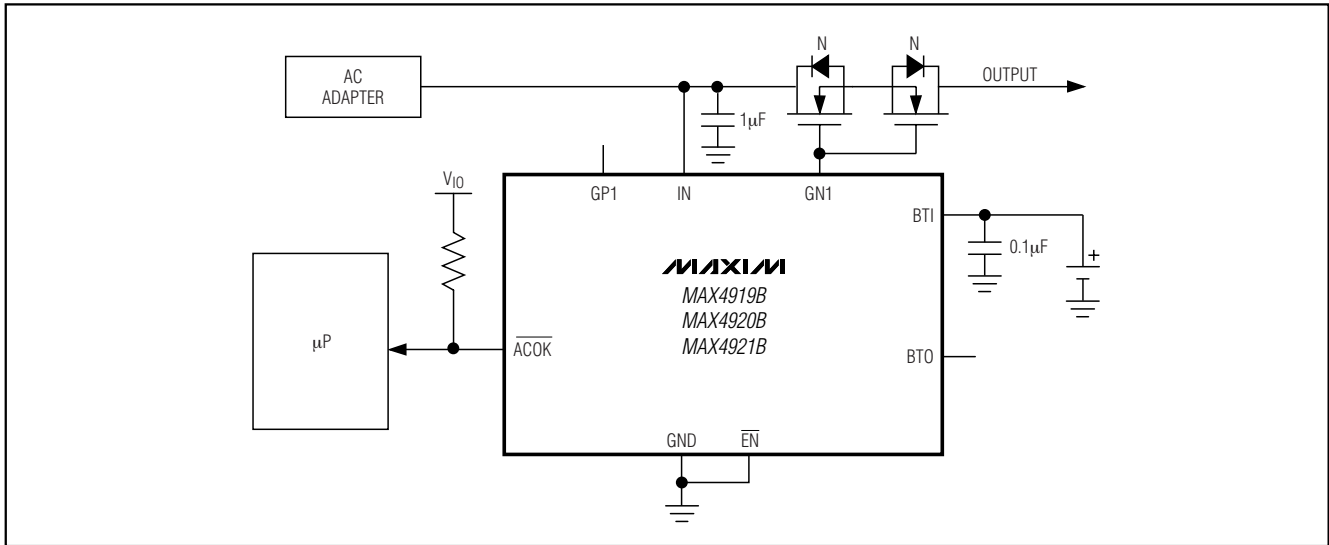 AC
ADAPTER
N
N
OUTPUT
1µF
VIO
GP1
IN
GN1
BTI
0.1µF
+
MAXIM
MAX4919B
MAX4920B
MAX4921B
µP
ACOK
BTO
GND
EN